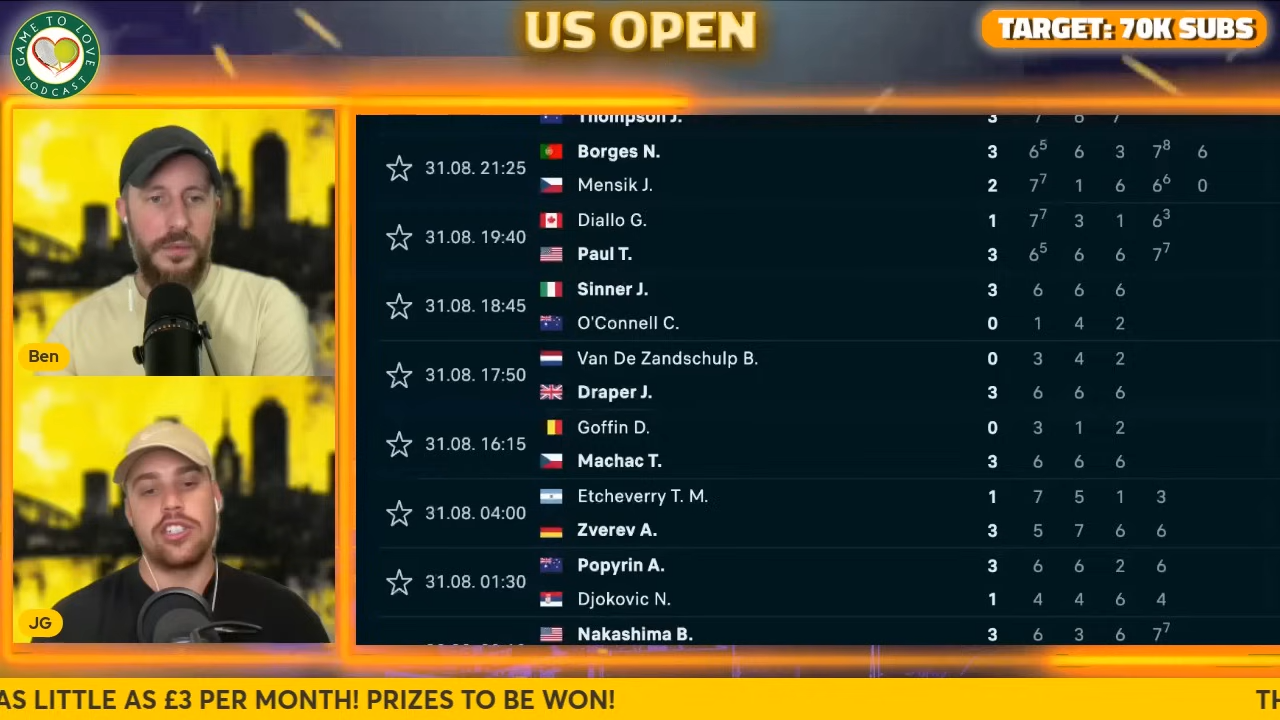 GAME TO LOVE
PODCAST
US OPEN
TARGET: 70K SUBS
Ben
JG
Thompson J. 3 7 6 7
31.08. 21:25
Borges N. 3 6⁵ 6 3 7⁸ 6
Mensik J. 2 7⁷ 1 6 6⁶ 0
31.08. 19:40
Diallo G. 1 7⁷ 3 1 6³
Paul T. 3 6⁵ 6 6 7⁷
31.08. 18:45
Sinner J. 3 6 6 6
O'Connell C. 0 1 4 2
31.08. 17:50
Van De Zandschulp B. 0 3 4 2
Draper J. 3 6 6 6
31.08. 16:15
Goffin D. 0 3 1 2
Machac T. 3 6 6 6
31.08. 04:00
Etcheverry T. M. 1 7 5 1 3
Zverev A. 3 5 7 6 6
31.08. 01:30
Popyrin A. 3 6 6 2 6
Djokovic N. 1 4 4 6 4
Nakashima B. 3 6 3 6 7⁷
AS LITTLE AS £3 PER MONTH! PRIZES TO BE WON!